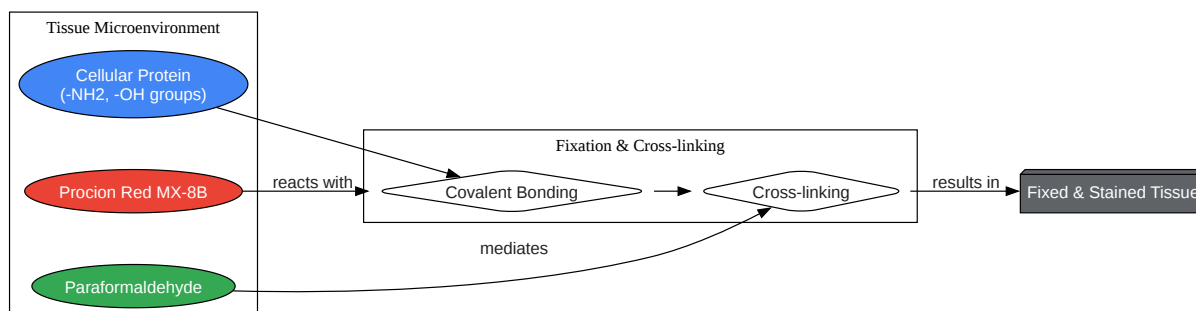 Tissue Microenvironment
Cellular Protein
(-NH2, -OH groups)
Fixation & Cross-linking
Procion Red MX-8B
reacts with
Covalent Bonding
Cross-linking
results in
Fixed & Stained Tissue
mediates
Paraformaldehyde